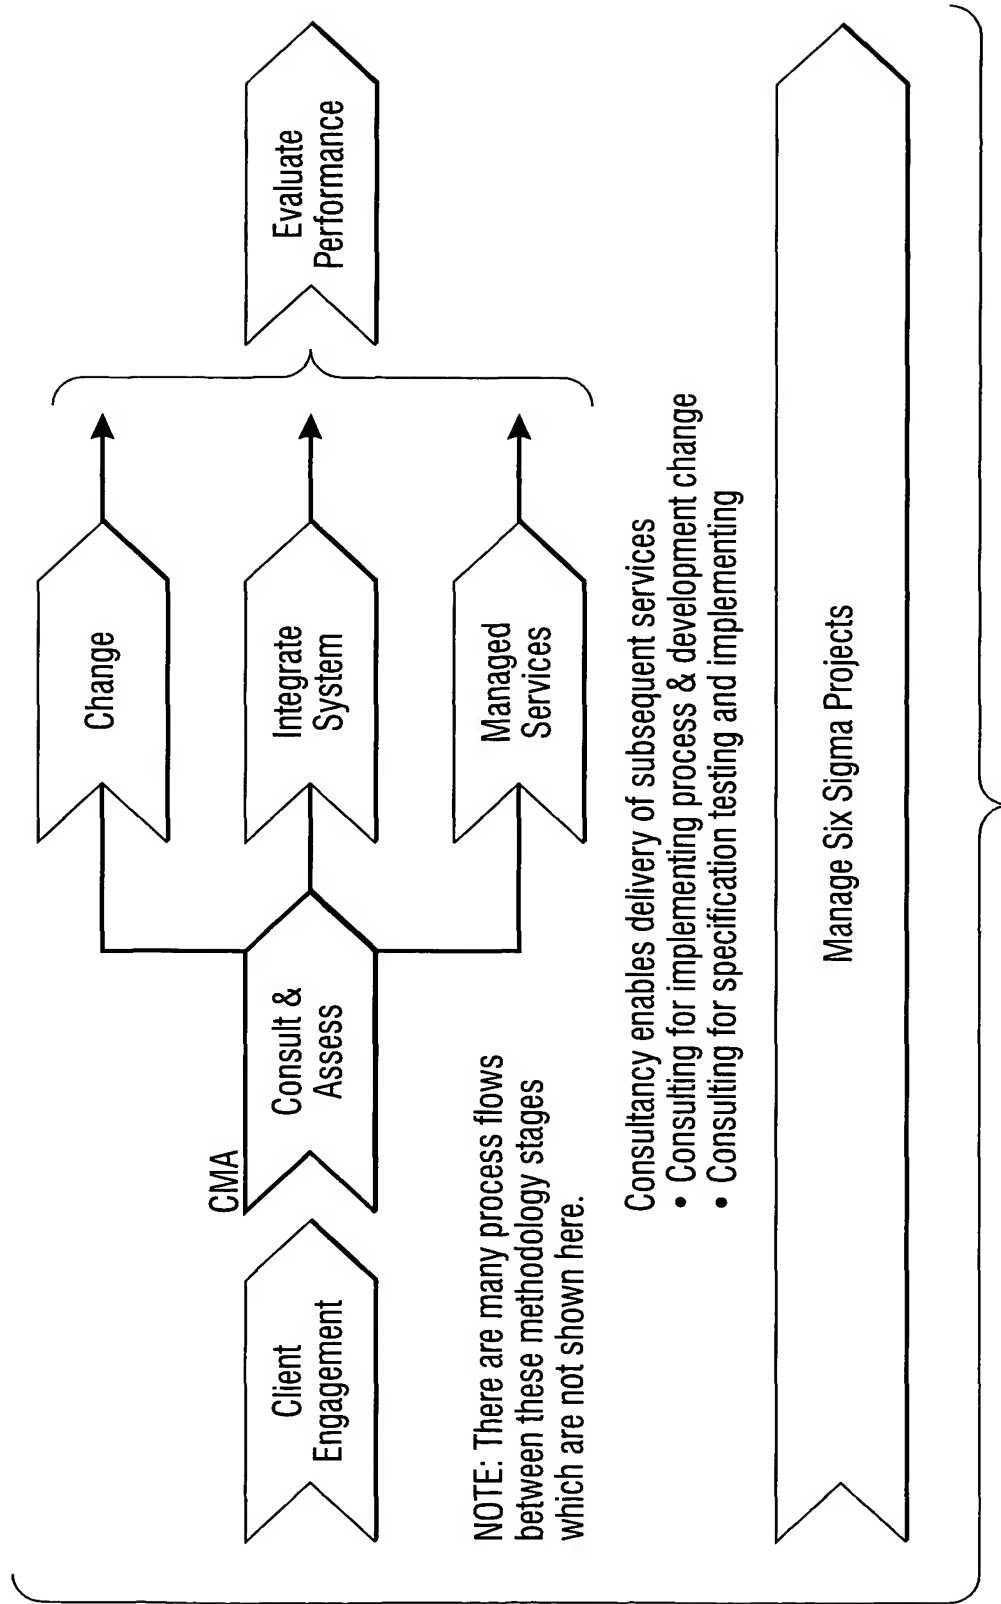 Client
Engagement
CMA
Consult &
Assess
Change
Integrate
System
Managed
Services
Evaluate
Performance
NOTE: There are many process flows
between these methodology stages
which are not shown here.
Consultancy enables delivery of subsequent services
• Consulting for implementing process & development change
• Consulting for specification testing and implementing
Manage Six Sigma Projects